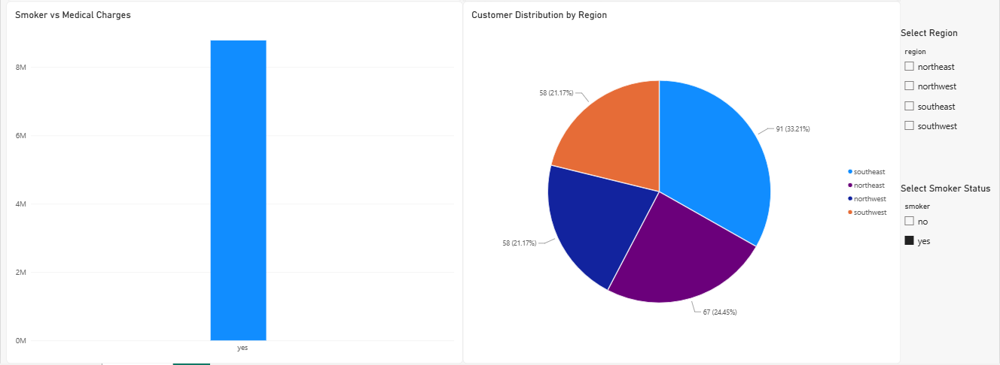 Smoker vs Medical Charges
8M
6M
4M
2M
0M
yes
Customer Distribution by Region
58 (21.17%)
91 (33.21%)
58 (21.17%)
67 (24.45%)
southeast
northeast
northwest
southwest
Select Region
region
northeast
northwest
southeast
southwest
Select Smoker Status
smoker
no
yes